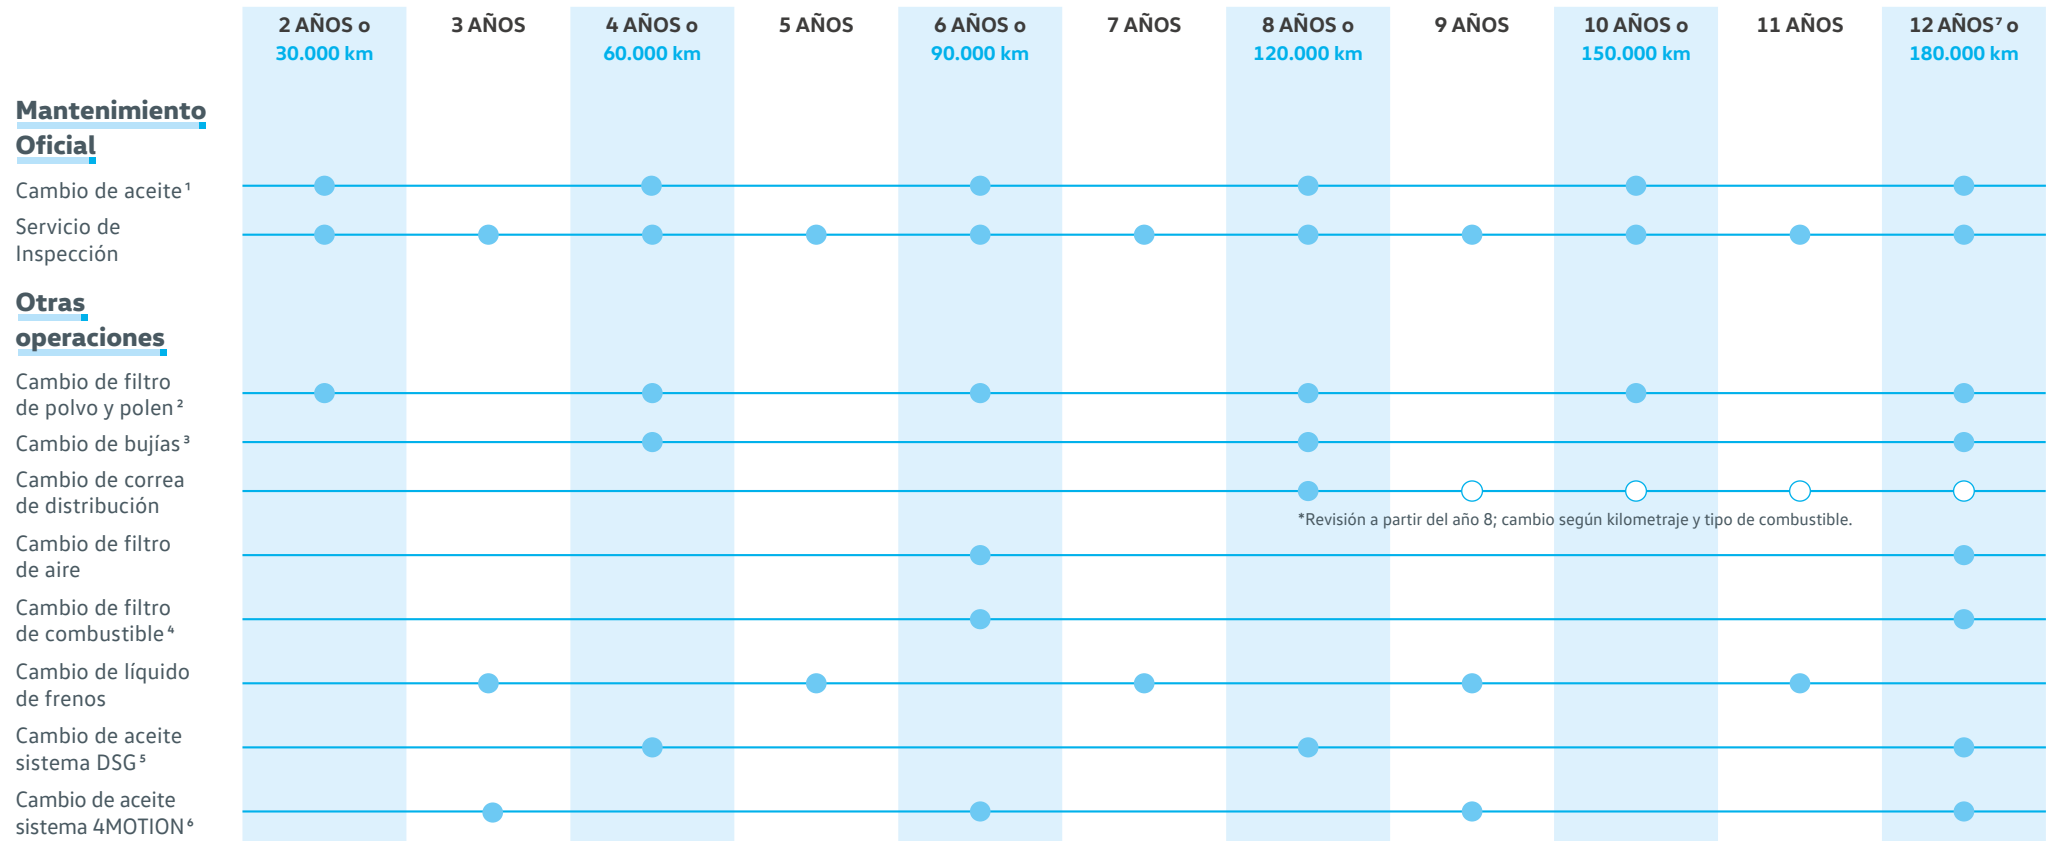 2 AÑOS o
30.000 km
3 AÑOS
4 AÑOS o
60.000 km
5 AÑOS
6 AÑOS o
90.000 km
7 AÑOS
8 AÑOS o
120.000 km
9 AÑOS
10 AÑOS o
150.000 km
11 AÑOS
12 AÑOS⁷ o
180.000 km
Mantenimiento
Oficial
Cambio de aceite¹
Servicio de
Inspección
Otras
operaciones
Cambio de filtro
de polvo y polen²
Cambio de bujías³
Cambio de correa
de distribución
*Revisión a partir del año 8; cambio según kilometraje y tipo de combustible.
Cambio de filtro
de aire
Cambio de filtro
de combustible⁴
Cambio de líquido
de frenos
Cambio de aceite
sistema DSG⁵
Cambio de aceite
sistema 4MOTION⁶